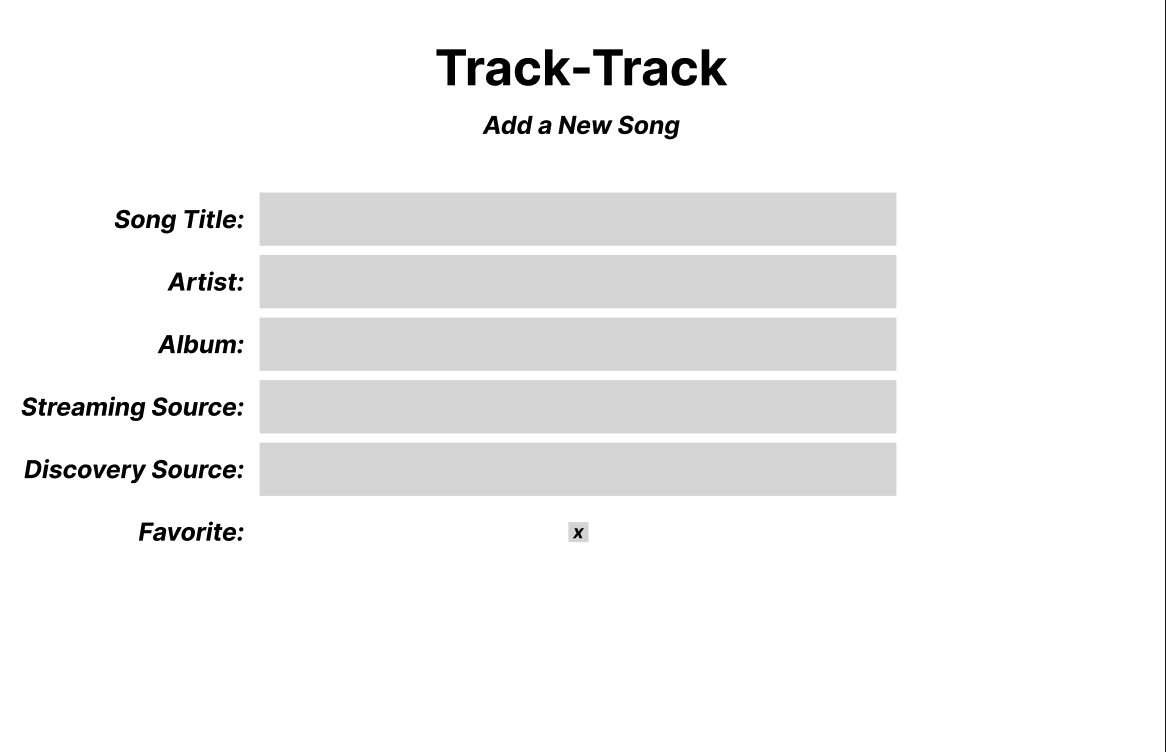 Track-Track
Add a New Song
Song Title:
Artist:
Album:
Streaming Source:
Discovery Source:
Favorite: x